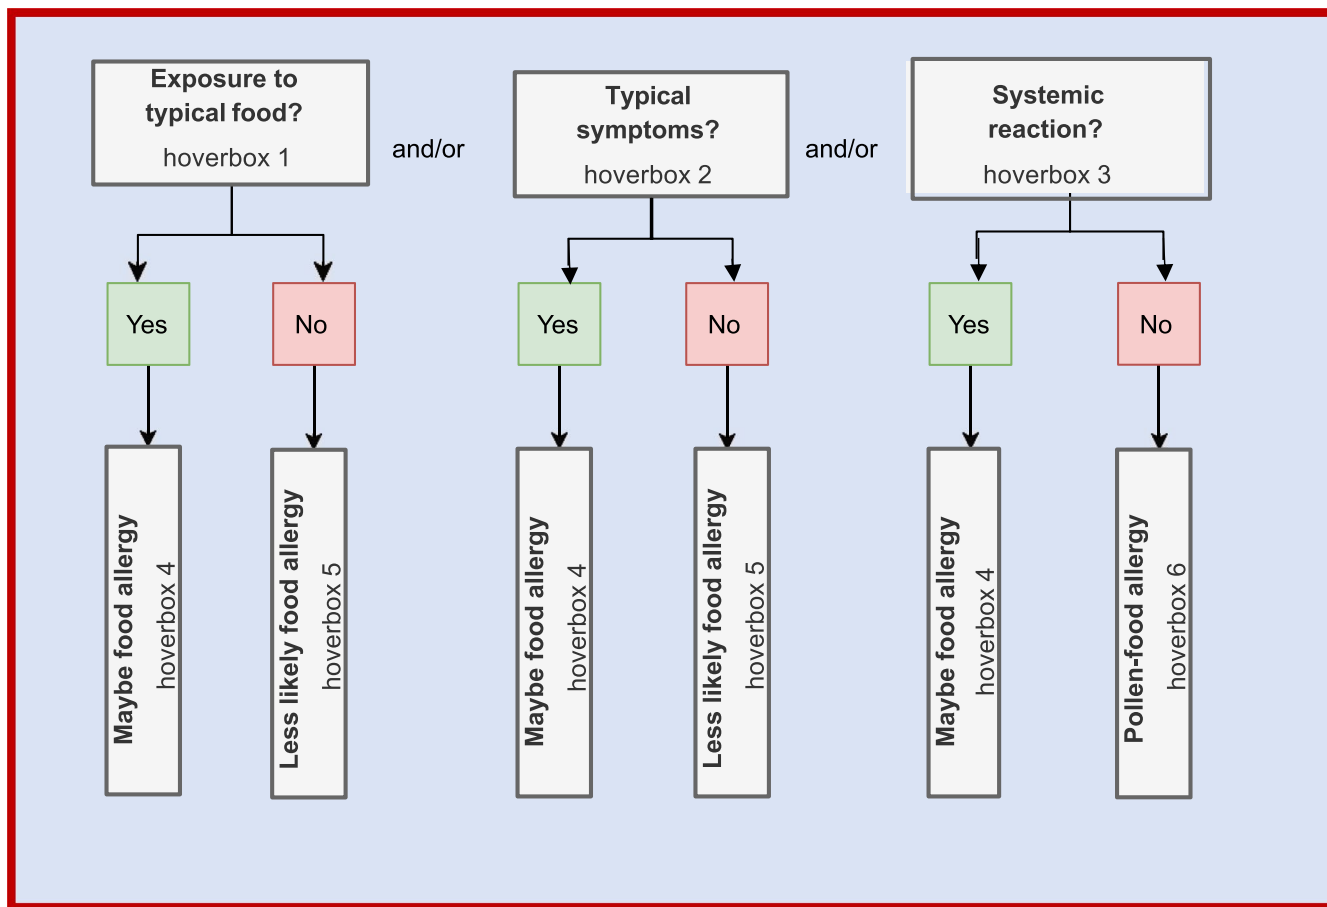 Exposure to
typical food?
hoverbox 1
and/or
Typical
symptoms?
hoverbox 2
and/or
Systemic
reaction?
hoverbox 3
Yes
No
Yes
No
Yes
No
Maybe food allergy
hoverbox 4
Less likely food allergy
hoverbox 5
Maybe food allergy
hoverbox 4
Less likely food allergy
hoverbox 5
Maybe food allergy
hoverbox 4
Pollen-food allergy
hoverbox 6